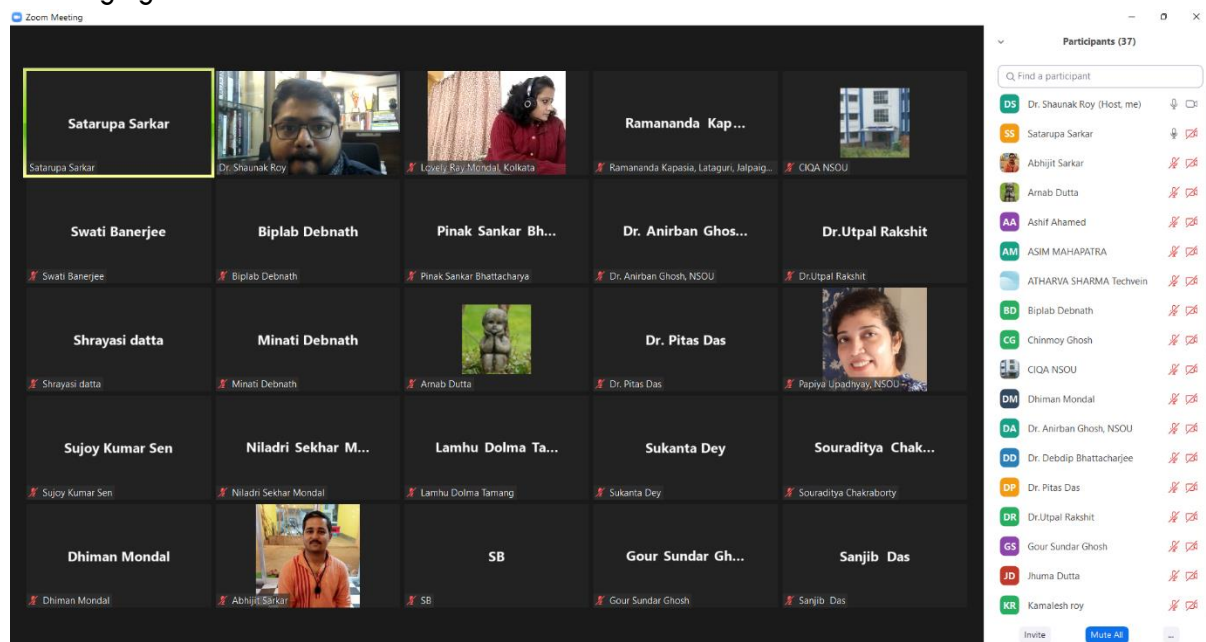 Zoom Meeting
Satarupa Sarkar
Satarupa Sarkar
Dr. Shaunak Roy
Lovely Ray Mondal, Kolkata
Ramananda Kap...
Ramananda Kapasia, Lataguri, Jalpaig...
CIQA NSOU
Swati Banerjee
Swati Banerjee
Biplab Debnath
Biplab Debnath
Pinak Sankar Bh...
Pinak Sankar Bhattacharya
Dr. Anirban Ghos...
Dr. Anirban Ghosh, NSOU
Dr.Utpal Rakshit
Dr.Utpal Rakshit
Shrayasi datta
Shrayasi datta
Minati Debnath
Minati Debnath
Arnab Dutta
Dr. Pitas Das
Dr. Pitas Das
Papiya Upadhyay, NSOU
Sujoy Kumar Sen
Sujoy Kumar Sen
Niladri Sekhar M...
Niladri Sekhar Mondal
Lamhu Dolma Ta...
Lamhu Dolma Tamang
Sukanta Dey
Sukanta Dey
Souraditya Chak...
Souraditya Chakraborty
Dhiman Mondal
Dhiman Mondal
Abhijit Sarkar
SB
SB
Gour Sundar Gh...
Gour Sundar Ghosh
Sanjib Das
Sanjib Das
Participants (37)
Find a participant
DS Dr. Shaunak Roy (Host, me)
SS Satarupa Sarkar
Abhijit Sarkar
Arnab Dutta
AA Ashif Ahamed
AM ASIM MAHAPATRA
ATHARVA SHARMA Techvein
BD Biplab Debnath
CG Chinmoy Ghosh
CIQA NSOU
DM Dhiman Mondal
DA Dr. Anirban Ghosh, NSOU
DD Dr. Debdip Bhattacharjee
DP Dr. Pitas Das
DR Dr.Utpal Rakshit
GS Gour Sundar Ghosh
JD Jhuma Dutta
KR Kamalesh roy
Invite
Mute All
...